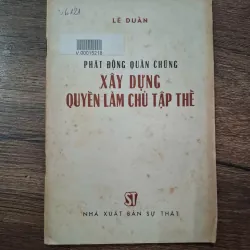 LÊ DUẨN
PHÁT ĐỘNG QUẦN CHÚNG
XÂY DỰNG
QUYỀN LÀM CHỦ TẬP THỂ
ST
NHÀ XUẤT BẢN SỰ THẬT